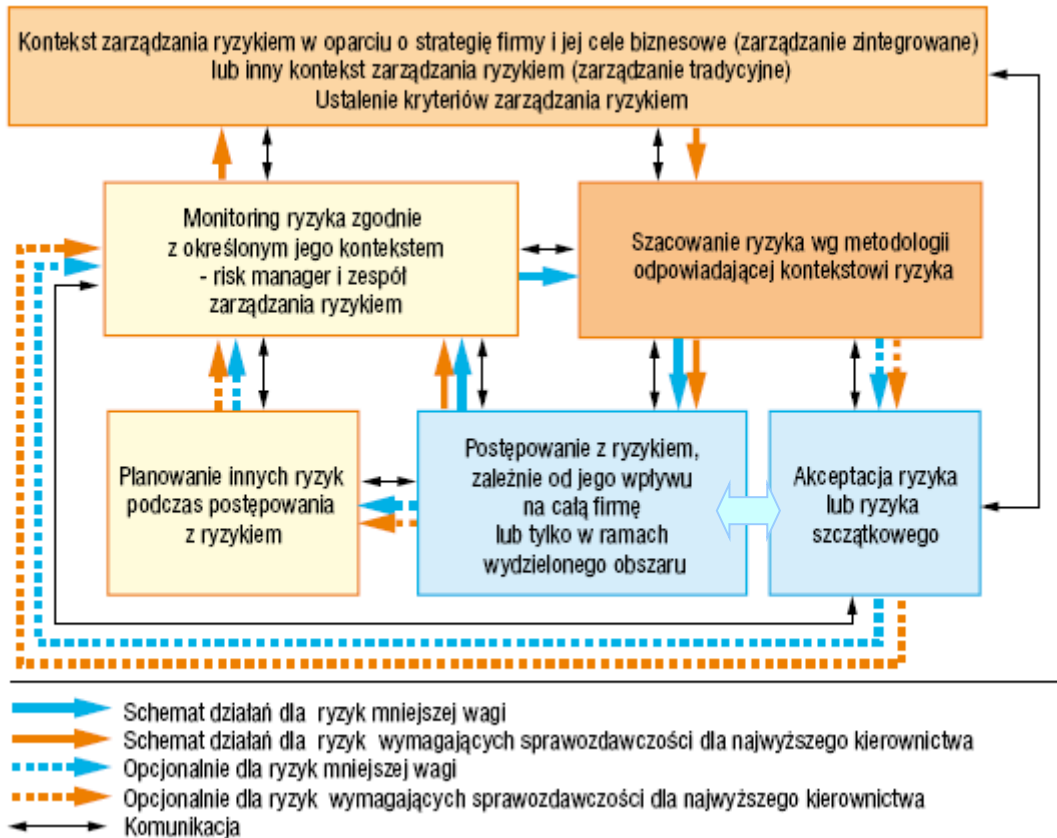 Kontekst zarządzania ryzykiem w oparciu o strategię firmy i jej cele biznesowe (zarządzanie zintegrowane)
lub inny kontekst zarządzania ryzykiem (zarządzanie tradycyjne)
Ustalenie kryteriów zarządzania ryzykiem
Monitoring ryzyka zgodnie
z określonym jego kontekstem
- risk manager i zespół
zarządzania ryzykiem
Szacowanie ryzyka wg metodologii
odpowiadającej kontekstowi ryzyka
Planowanie innych ryzyk
podczas postępowania
z ryzykiem
Postępowanie z ryzykiem,
zależnie od jego wpływu
na całą firmę
lub tylko w ramach
wydzielonego obszaru
Akceptacja ryzyka
lub ryzyka
szczątkowego
Schemat działań dla ryzyk mniejszej wagi
Schemat działań dla ryzyk wymagających sprawozdawczości dla najwyższego kierownictwa
Opcjonalnie dla ryzyk mniejszej wagi
Opcjonalnie dla ryzyk wymagających sprawozdawczości dla najwyższego kierownictwa
Komunikacja